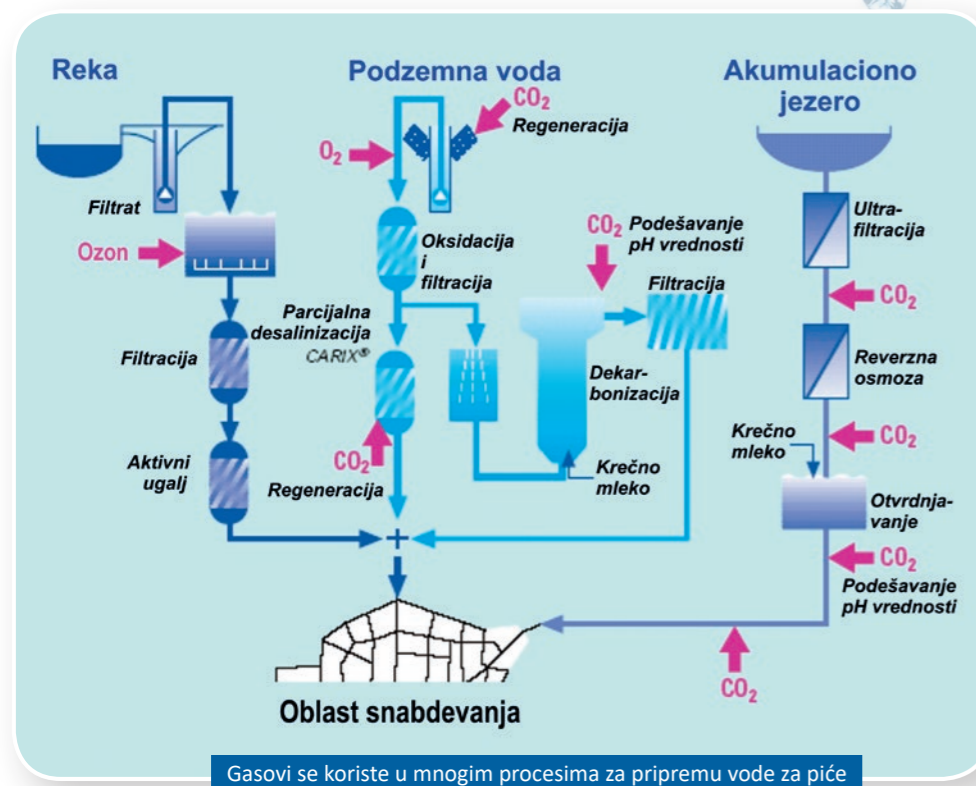 Reka
Podzemna voda
Akumulaciono
jezero
CO2
Regeneracija
O2
Filtrat
Ozon
Oksidacija
i
filtracija
CO2
Podešavanje
pH vrednosti
Ultra-
filtracija
CO2
Filtracija
Parcijalna
desalinizacija
CARIX®
Filtracija
Dekar-
bonizacija
Reverzna
osmoza
CO2
Krečno
mleko
Aktivni
ugalj
CO2
Regeneracija
Krečno
mleko
Otvrdnja-
vanje
+
CO2
Podešavanje
pH vrednosti
CO2
Oblast snabdevanja
Gasovi se koriste u mnogim procesima za pripremu vode za piće